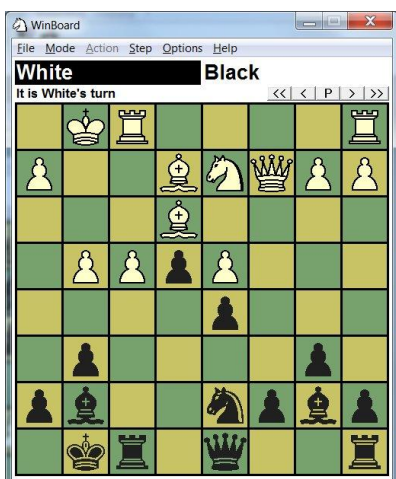 WinBoard
File Mode Action Step Options Help
White Black
It is White's turn << < P > >>